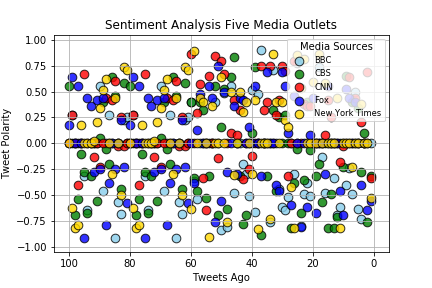 Sentiment Analysis Five Media Outlets
1.00
0.75
0.50
0.25
0.00
−0.25
−0.50
−0.75
−1.00
Tweet Polarity
Media Sources
BBC
CBS
CNN
Fox
New York Times
100
80
60
40
20
0
Tweets Ago